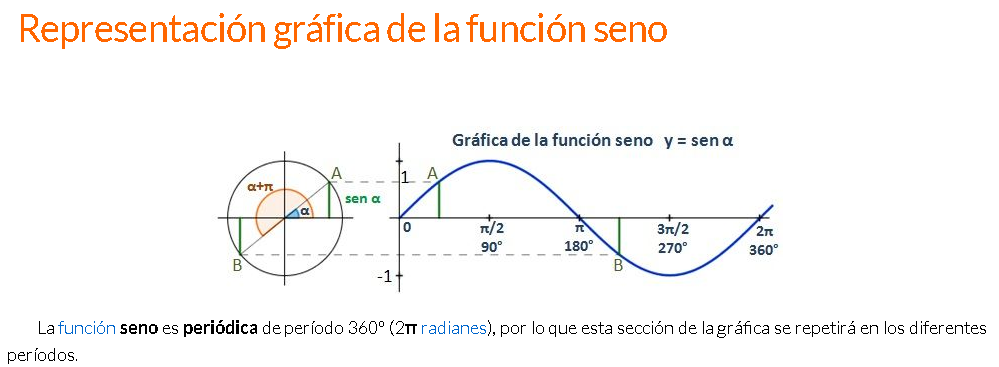 Representación gráfica de la función seno
Gráfica de la función seno y = sen α
A
A
1
α+π
α
sen α
0
π/2
π
3π/2
2π
90°
180°
270°
360°
B
B
-1
La función seno es periódica de período 360° (2π radianes), por lo que esta sección de la gráfica se repetirá en los diferentes
períodos.